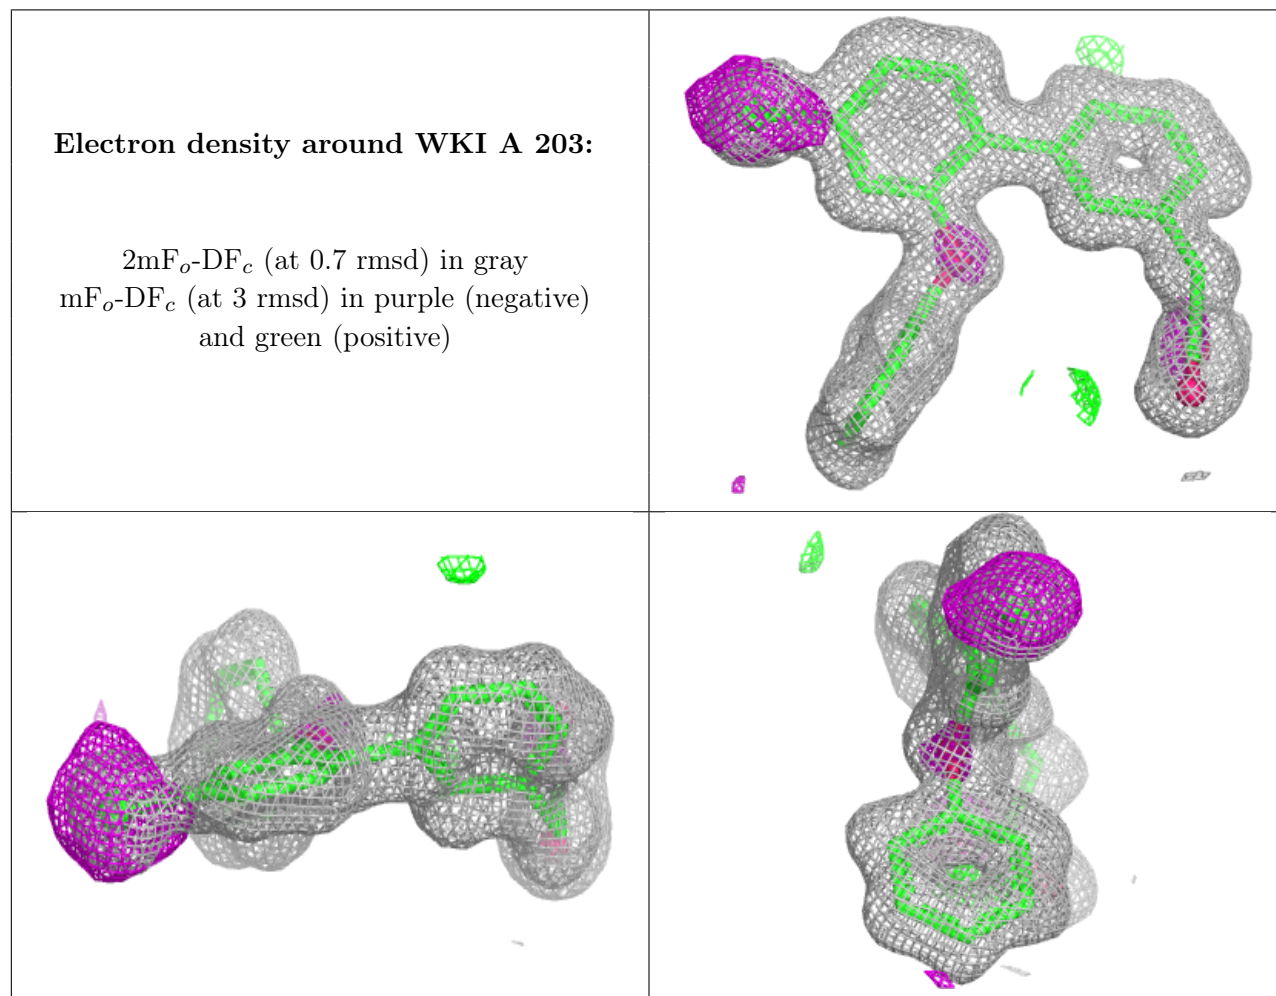 Electron density around WKI A 203:
2mFo-DFc (at 0.7 rmsd) in gray
mFo-DFc (at 3 rmsd) in purple (negative)
and green (positive)